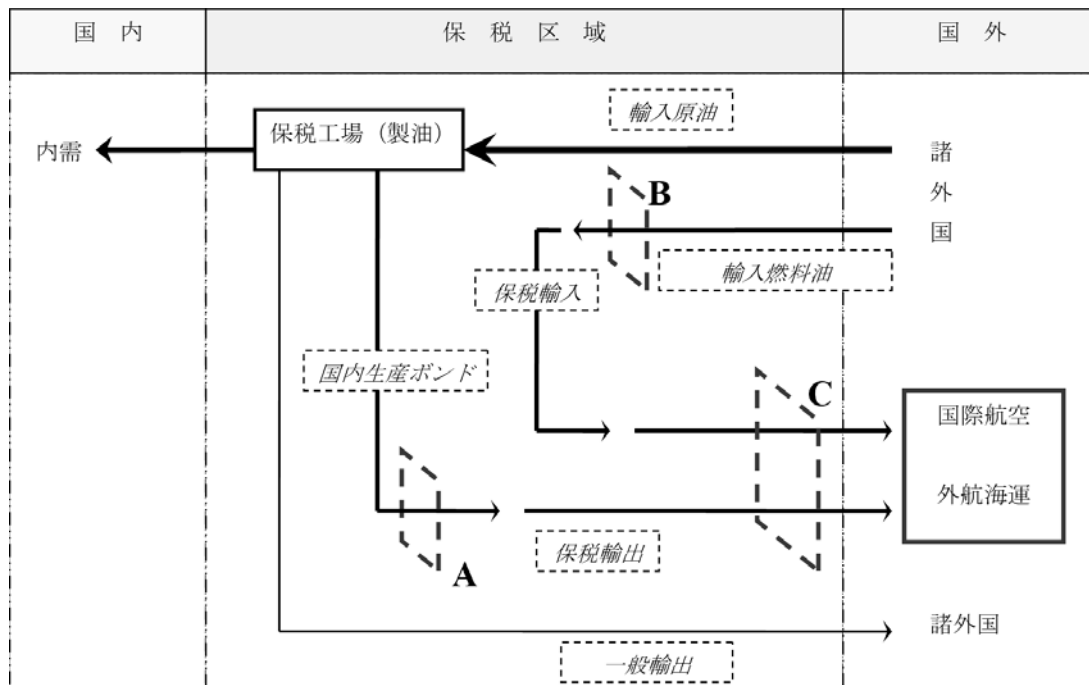 国 内
保 税 区 域
国 外
輸入原油
保税工場（製油）
内需
諸
外
国
B
輸入燃料油
保税輸入
国内生産ボンド
C
国際航空
外航海運
保税輸出
A
諸外国
一般輸出